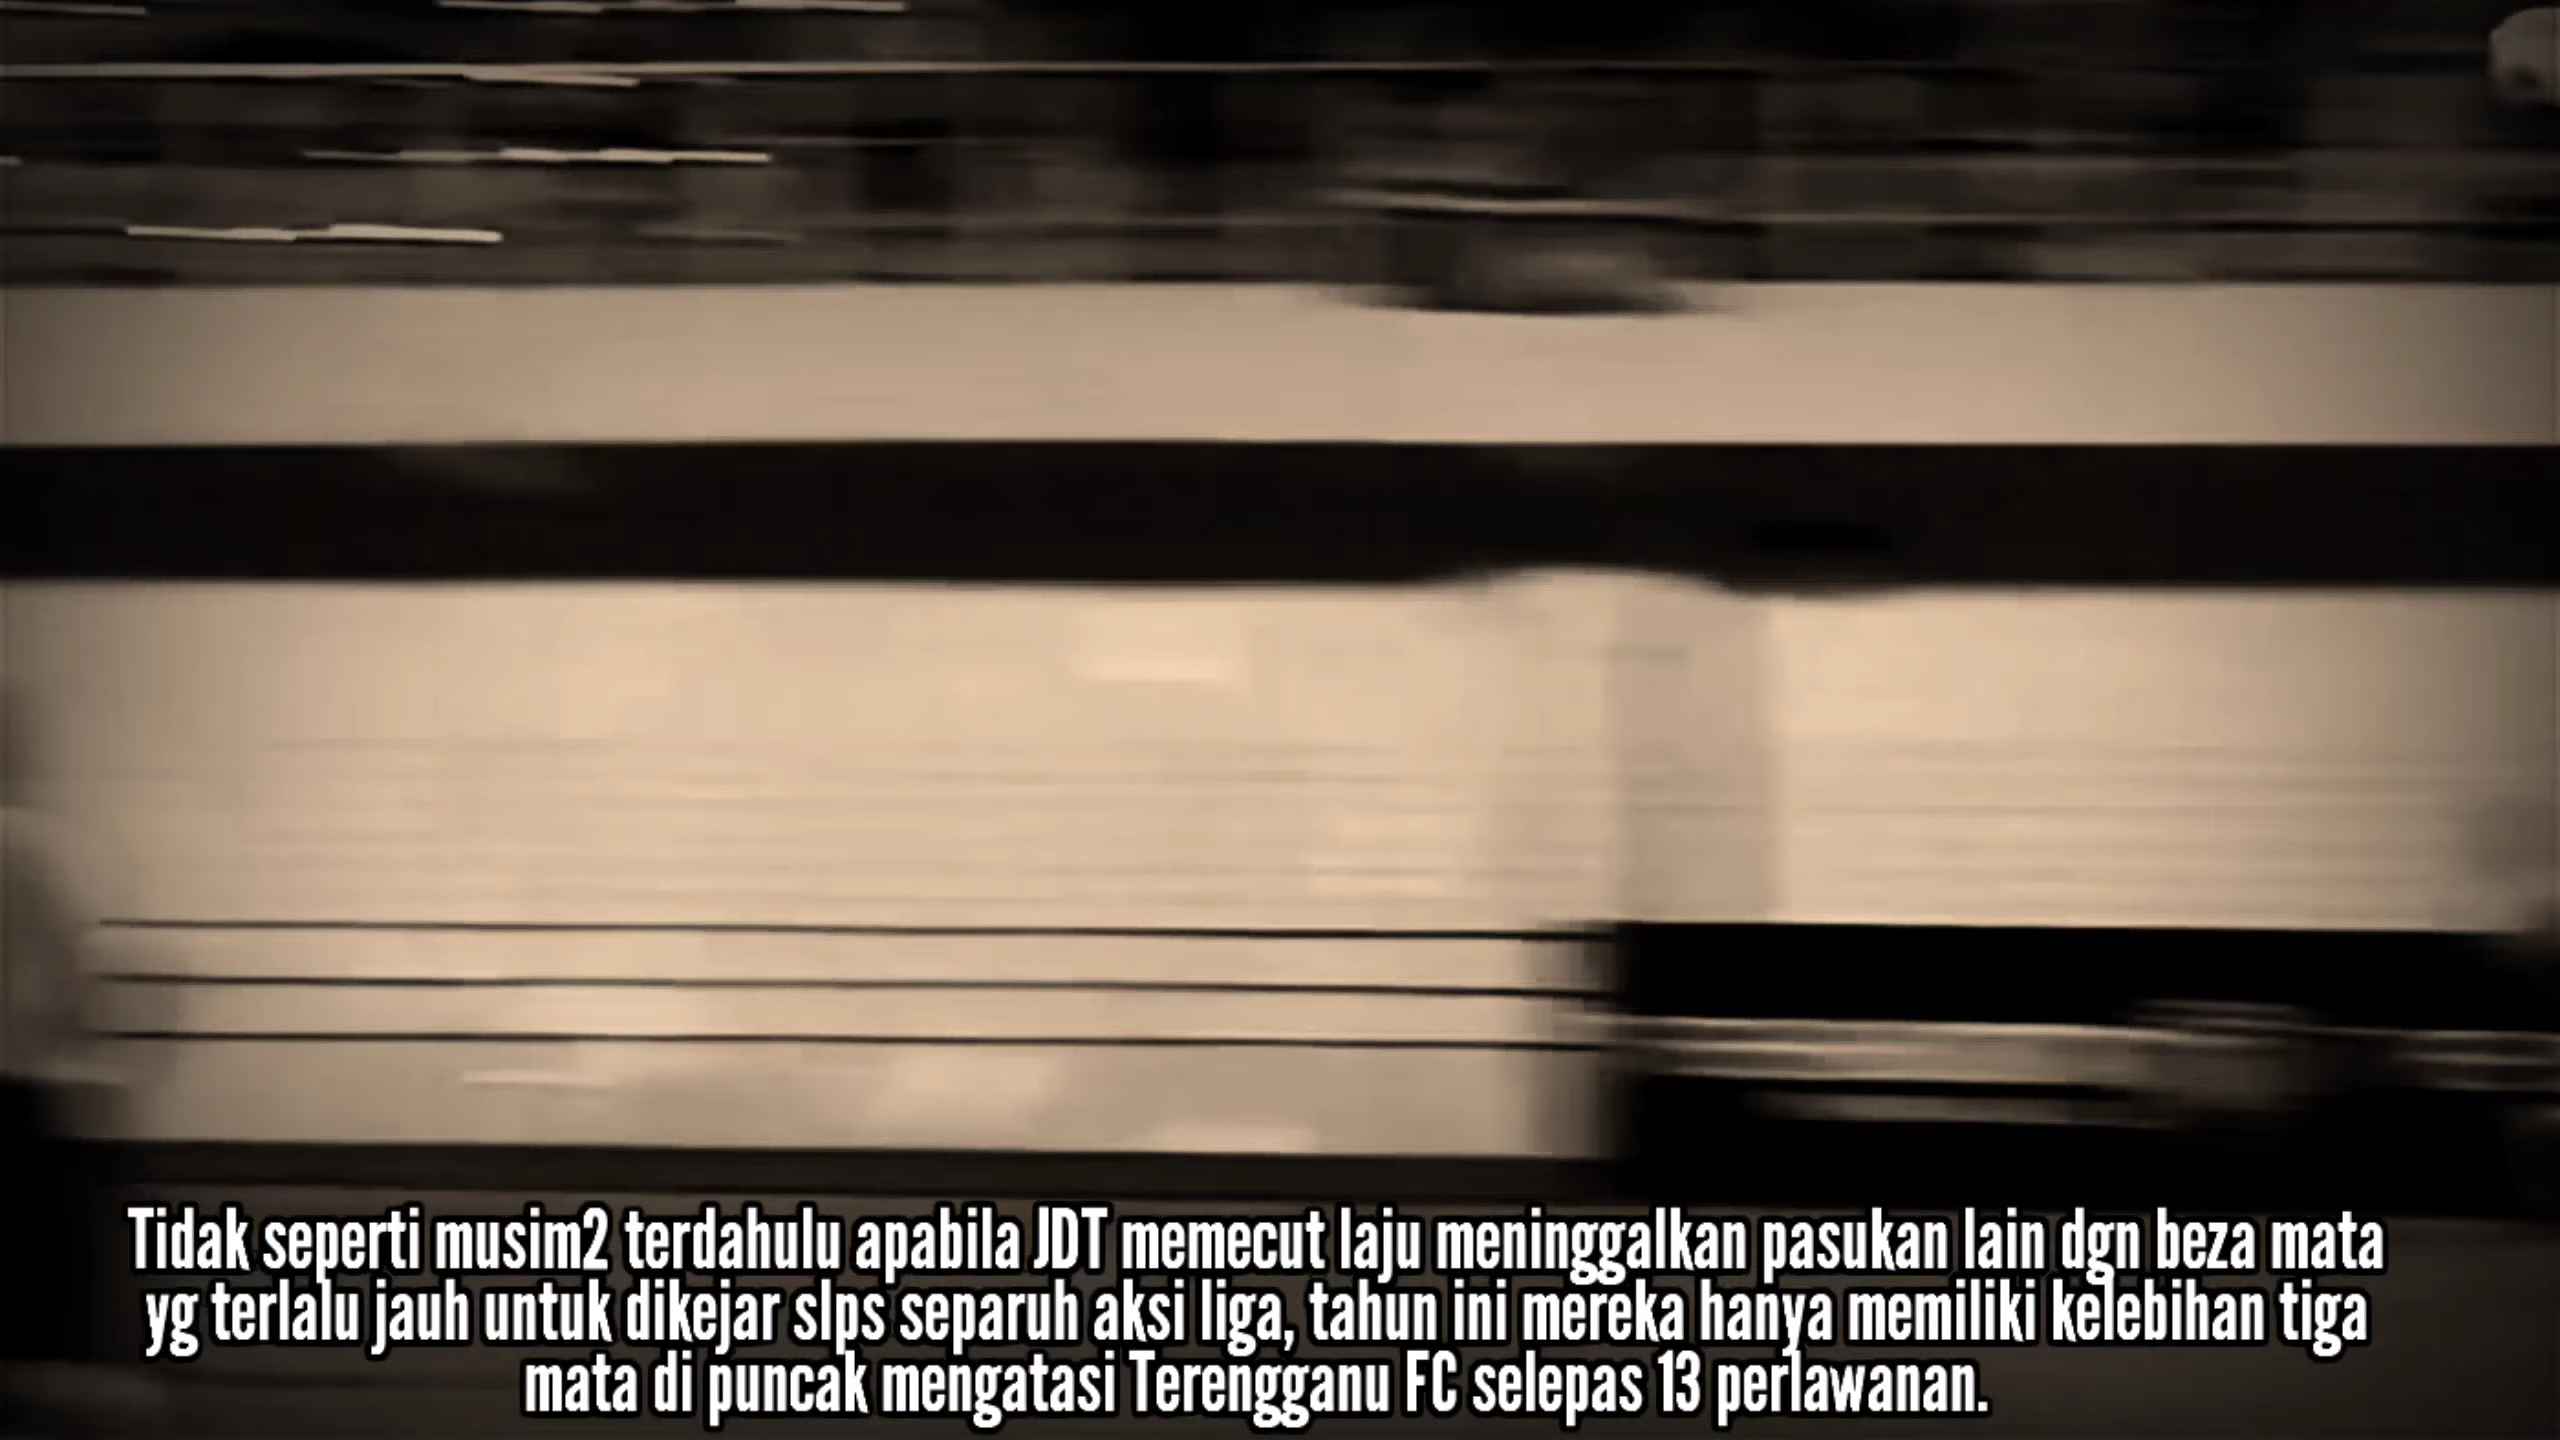 Tidak seperti musim2 terdahulu apabila JDT memecut laju meninggalkan pasukan lain dgn beza mata
yg terlalu jauh untuk dikejar slps separuh aksi liga, tahun ini mereka hanya memiliki kelebihan tiga
mata di puncak mengatasi Terengganu FC selepas 13 perlawanan.